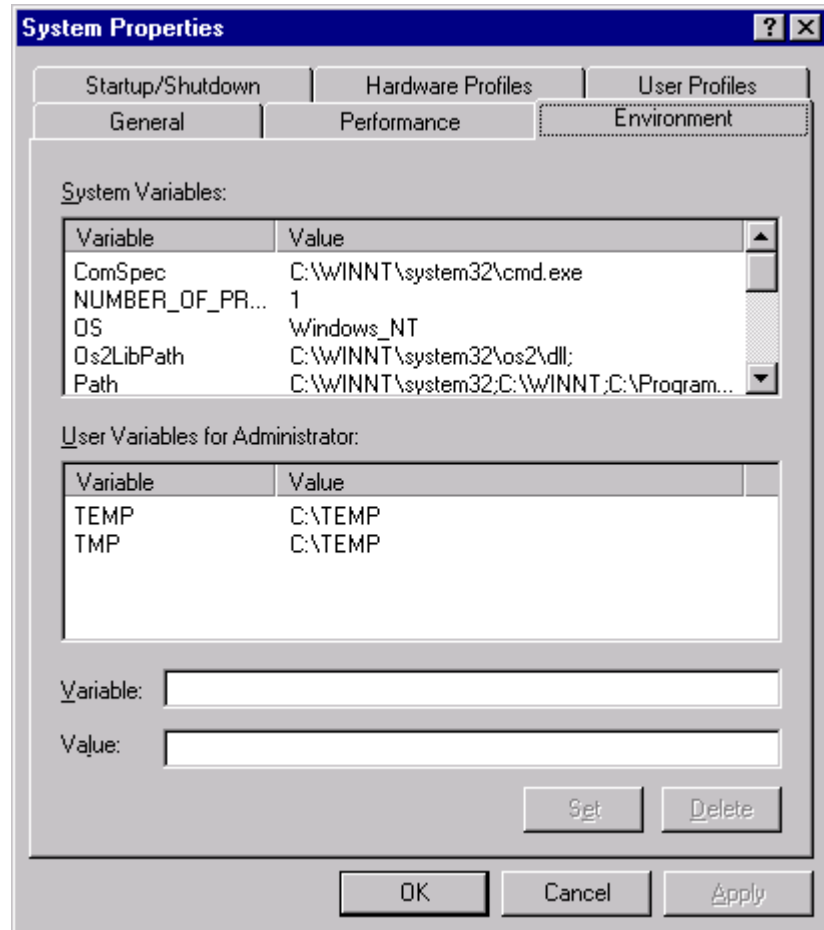 System Properties
Startup/Shutdown Hardware Profiles User Profiles
General Performance Environment
System Variables:
Variable Value
ComSpec C:\WINNT\system32\cmd.exe
NUMBER_OF_PR... 1
OS Windows_NT
Os2LibPath C:\WINNT\system32\os2\dll;
Path C:\WINNT\system32;C:\WINNT;C:\Program...
User Variables for Administrator:
Variable Value
TEMP C:\TEMP
TMP C:\TEMP
Variable:
Value:
Set Delete
OK Cancel Apply